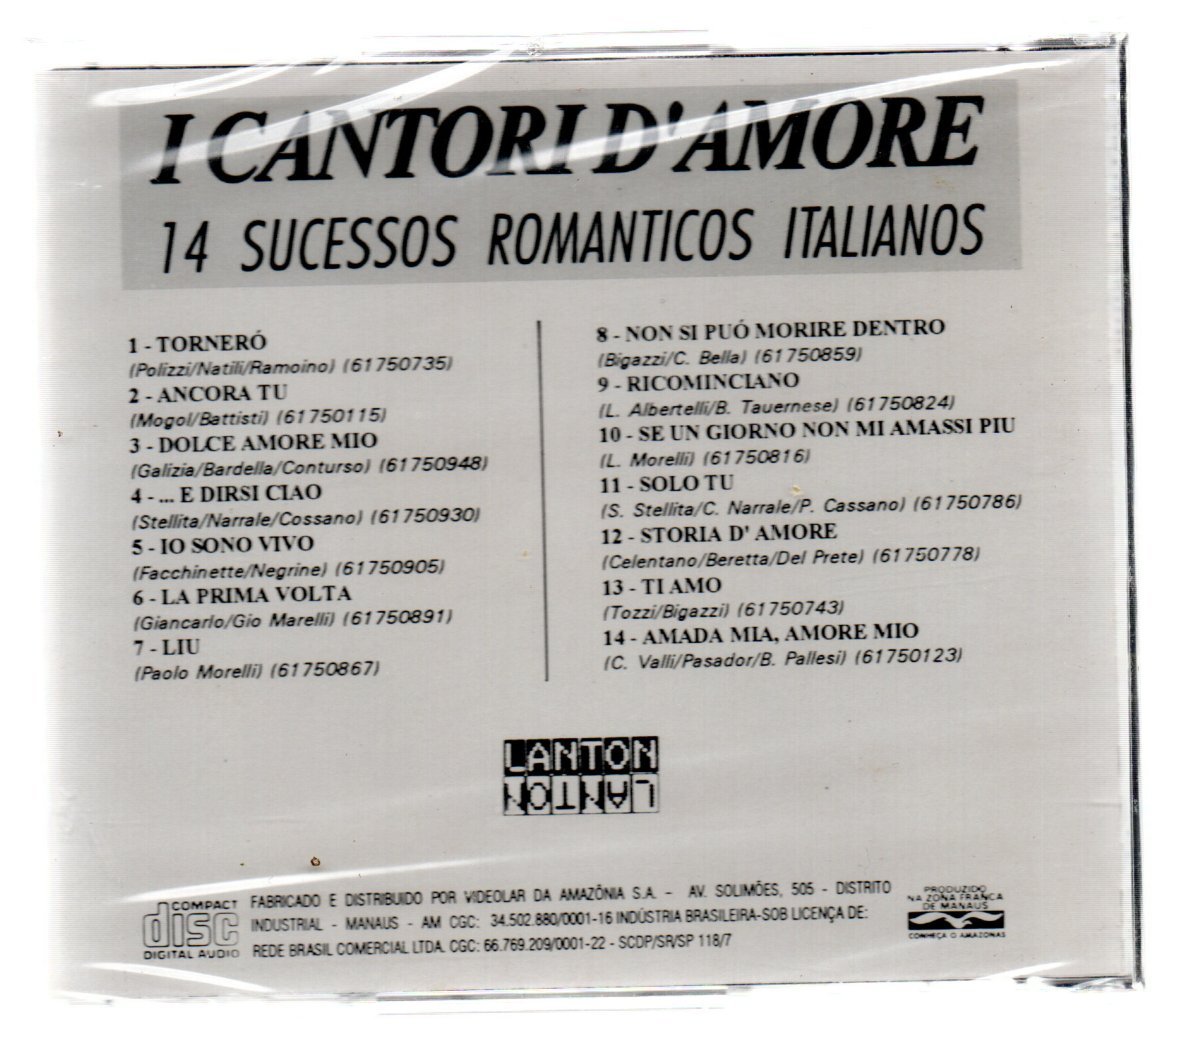 I CANTORI D'AMORE
14 SUCESSOS ROMANTICOS ITALIANOS
1 - TORNERÓ
(Polizzi/Natili/Ramoino) (61750735)
2 - ANCORA TU
(Mogol/Battisti) (61750115)
3 - DOLCE AMORE MIO
(Galizia/Bardella/Conturso) (61750948)
4 - ... E DIRSI CIAO
(Stellita/Narrale/Cossano) (61750930)
5 - IO SONO VIVO
(Facchinette/Negrine) (61750905)
6 - LA PRIMA VOLTA
(Giancarlo/Gio Marelli) (61750891)
7 - LIU
(Paolo Morelli) (61750867)
8 - NON SI PUÓ MORIRE DENTRO
(Bigazzi/C. Bella) (61750859)
9 - RICOMINCIANO
(L. Albertelli/B. Tauernese) (61750824)
10 - SE UN GIORNO NON MI AMASSI PIU
(L. Morelli) (61750816)
11 - SOLO TU
(S. Stellita/C. Narrale/P. Cassano) (61750786)
12 - STORIA D' AMORE
(Celentano/Beretta/Del Prete) (61750778)
13 - TI AMO
(Tozzi/Bigazzi) (61750743)
14 - AMADA MIA, AMORE MIO
(C. Valli/Pasador/B. Pallesi) (61750123)
LANTON
LANTON
COMPACT
disc
DIGITAL AUDIO
FABRICADO E DISTRIBUIDO POR VIDEOLAR DA AMAZÔNIA S.A. - AV. SOLIMÕES, 505 - DISTRITO
INDUSTRIAL - MANAUS - AM CGC: 34.502.880/0001-16 INDÚSTRIA BRASILEIRA-SOB LICENÇA DE:
REDE BRASIL COMERCIAL LTDA. CGC: 66.769.209/0001-22 - SCDP/SR/SP 118/7
PRODUZIDO
NA ZONA FRANCA
DE MANAUS
CONHEÇA O AMAZONAS